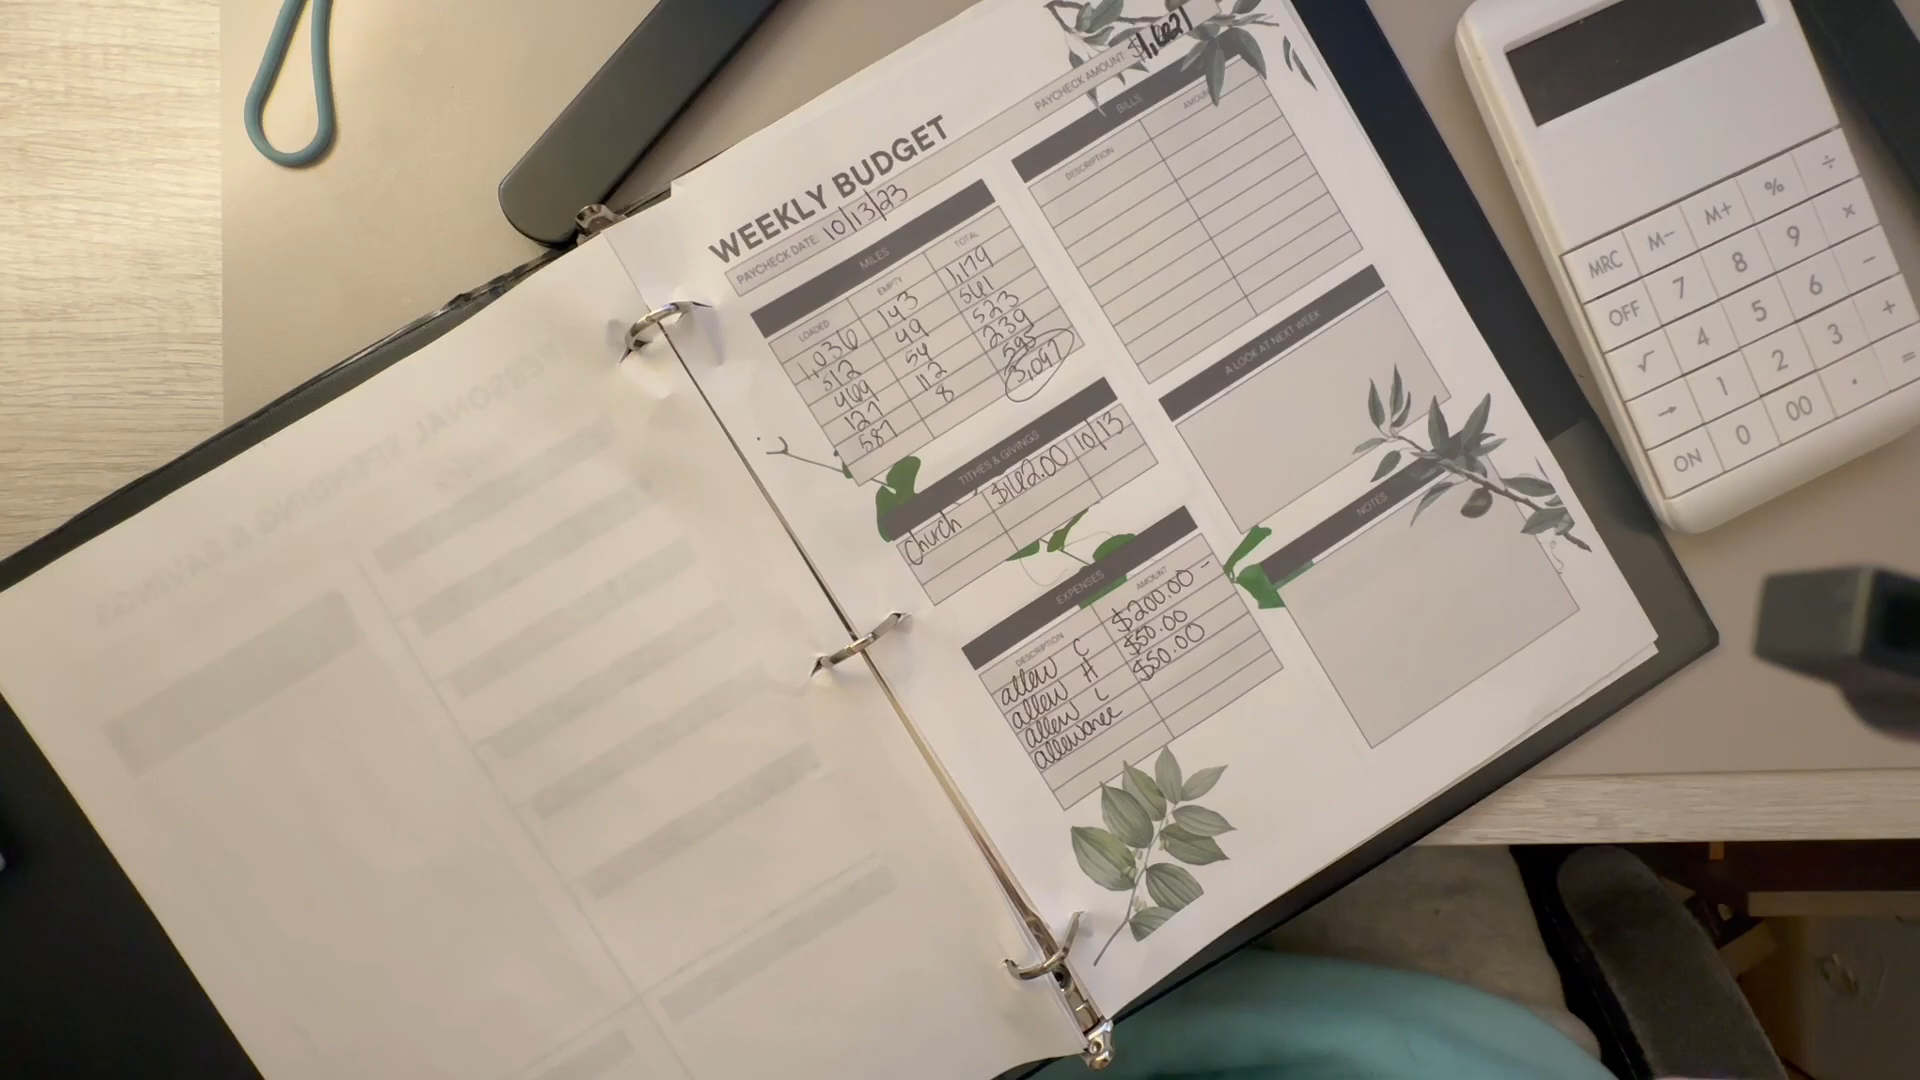 WEEKLY BUDGET
PAYCHECK DATE: 10/13/23
PAYCHECK AMOUNT $1,621
MILES
LOADED EMPTY TOTAL
1,036 143 1,179
512 49 561
469 54 523
127 112 239
587 8 595
3,097
TITHES & GIVINGS
Church $162.00 10/13
EXPENSES
DESCRIPTION AMOUNT
allow C $200.00 -
allow H $50.00
allow L $50.00
allowance
BILLS
DESCRIPTION AMOUNT
A LOOK AT NEXT WEEK
NOTES
PERSONAL SPENDING & SAVINGS
MRC M− M+ % ÷
OFF 7 8 9 ×
√ 4 5 6 −
→ 1 2 3 +
ON 0 00 . =